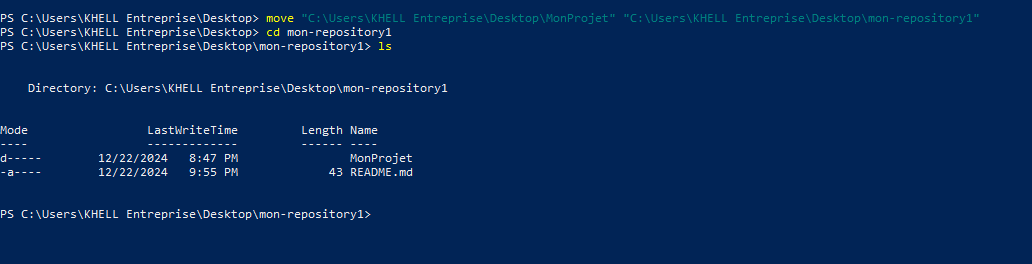 PS C:\Users\KHELL Entreprise\Desktop> move "C:\Users\KHELL Entreprise\Desktop\MonProjet" "C:\Users\KHELL Entreprise\Desktop\mon-repository1"
PS C:\Users\KHELL Entreprise\Desktop> cd mon-repository1
PS C:\Users\KHELL Entreprise\Desktop\mon-repository1> ls
Directory: C:\Users\KHELL Entreprise\Desktop\mon-repository1
Mode LastWriteTime Length Name
---- ------------- ------ ----
d----- 12/22/2024 8:47 PM MonProjet
-a---- 12/22/2024 9:55 PM 43 README.md
PS C:\Users\KHELL Entreprise\Desktop\mon-repository1>